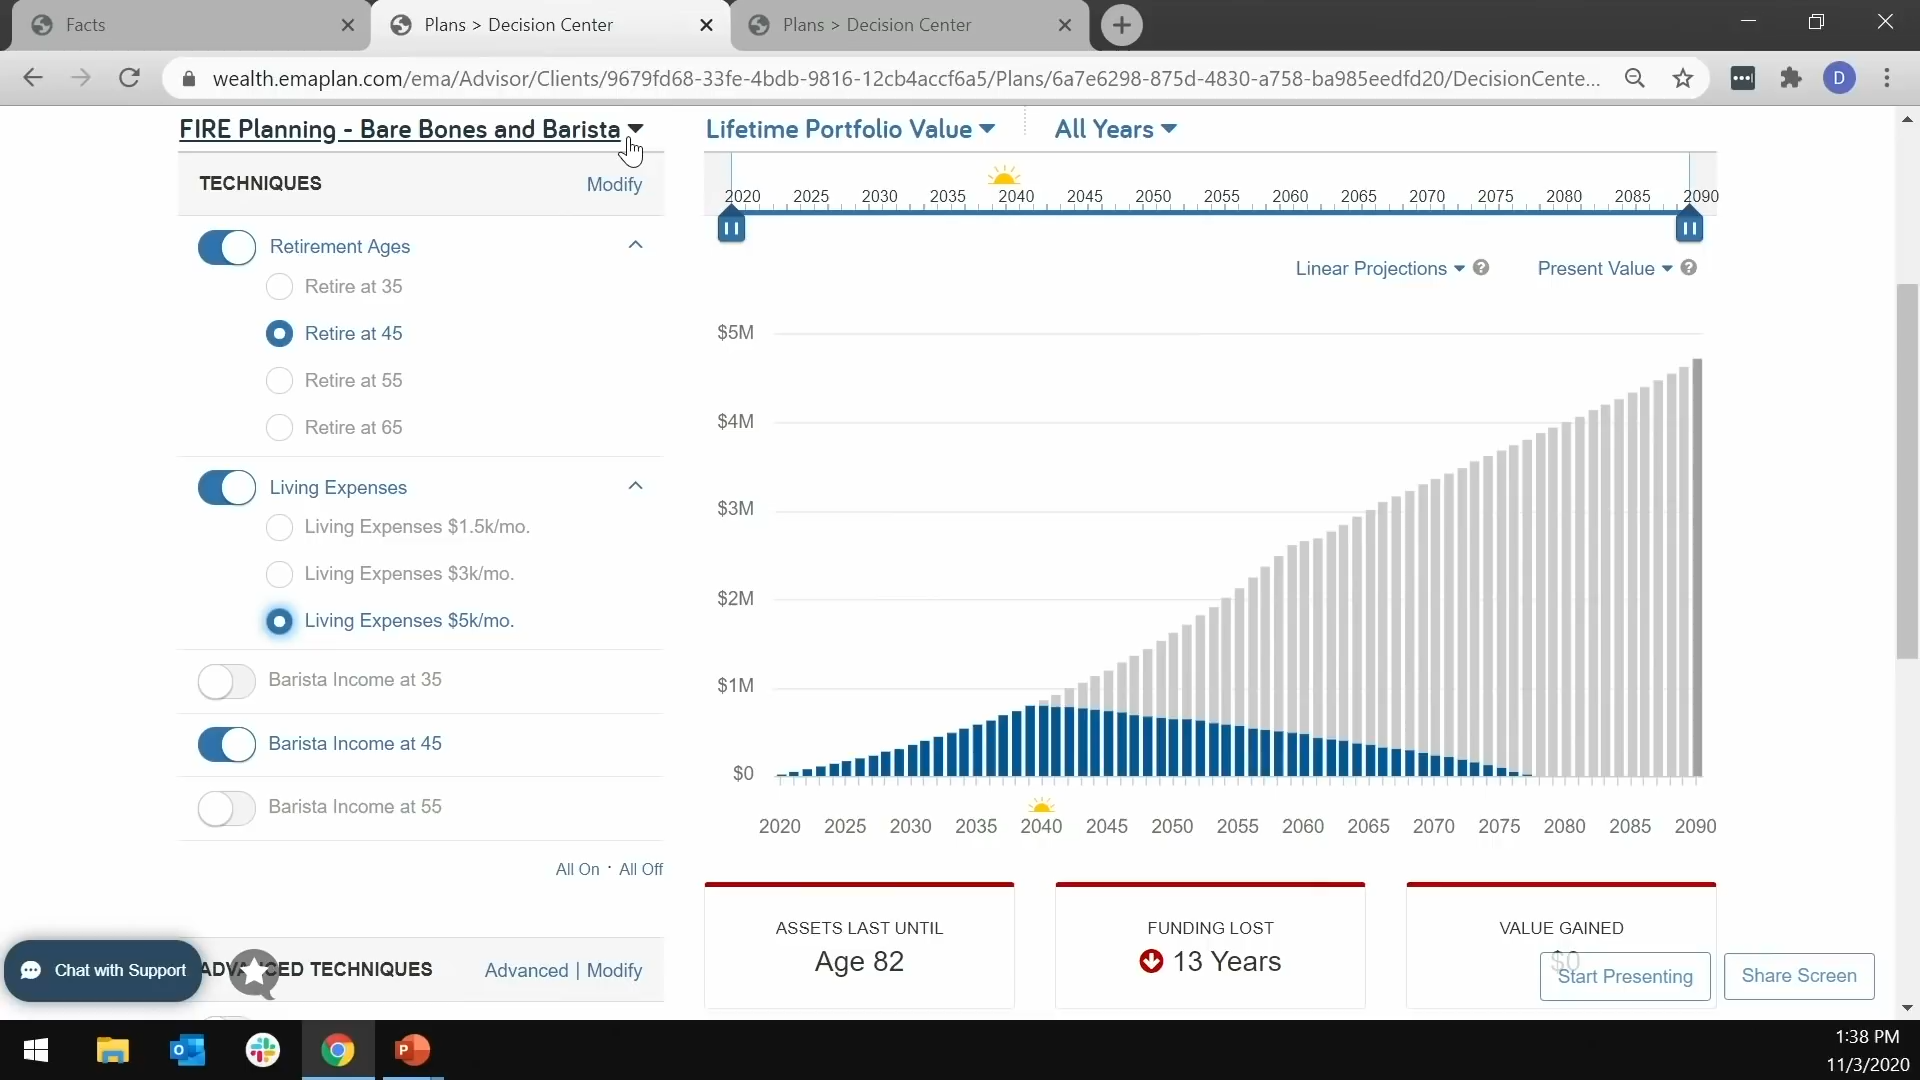 Facts
Plans > Decision Center
Plans > Decision Center
wealth.emaplan.com/ema/Advisor/Clients/9679fd68-33fe-4bdb-9816-12cb4accf6a5/Plans/6a7e6298-875d-4830-a758-ba985eedfd20/DecisionCente...
D
FIRE Planning - Bare Bones and Barista
Lifetime Portfolio Value
All Years
TECHNIQUES
Modify
2020 2025 2030 2035 2040 2045 2050 2055 2060 2065 2070 2075 2080 2085 2090
Retirement Ages
Retire at 35
Retire at 45
Retire at 55
Retire at 65
Linear Projections ?
Present Value ?
Living Expenses
Living Expenses $1.5k/mo.
Living Expenses $3k/mo.
Living Expenses $5k/mo.
Barista Income at 35
Barista Income at 45
Barista Income at 55
All On · All Off
$5M
$4M
$3M
$2M
$1M
$0
2020 2025 2030 2035 2040 2045 2050 2055 2060 2065 2070 2075 2080 2085 2090
ASSETS LAST UNTIL
Age 82
FUNDING LOST
13 Years
VALUE GAINED
$0
Chat with Support
ADVANCED TECHNIQUES
Advanced | Modify
Start Presenting
Share Screen
1:38 PM
11/3/2020